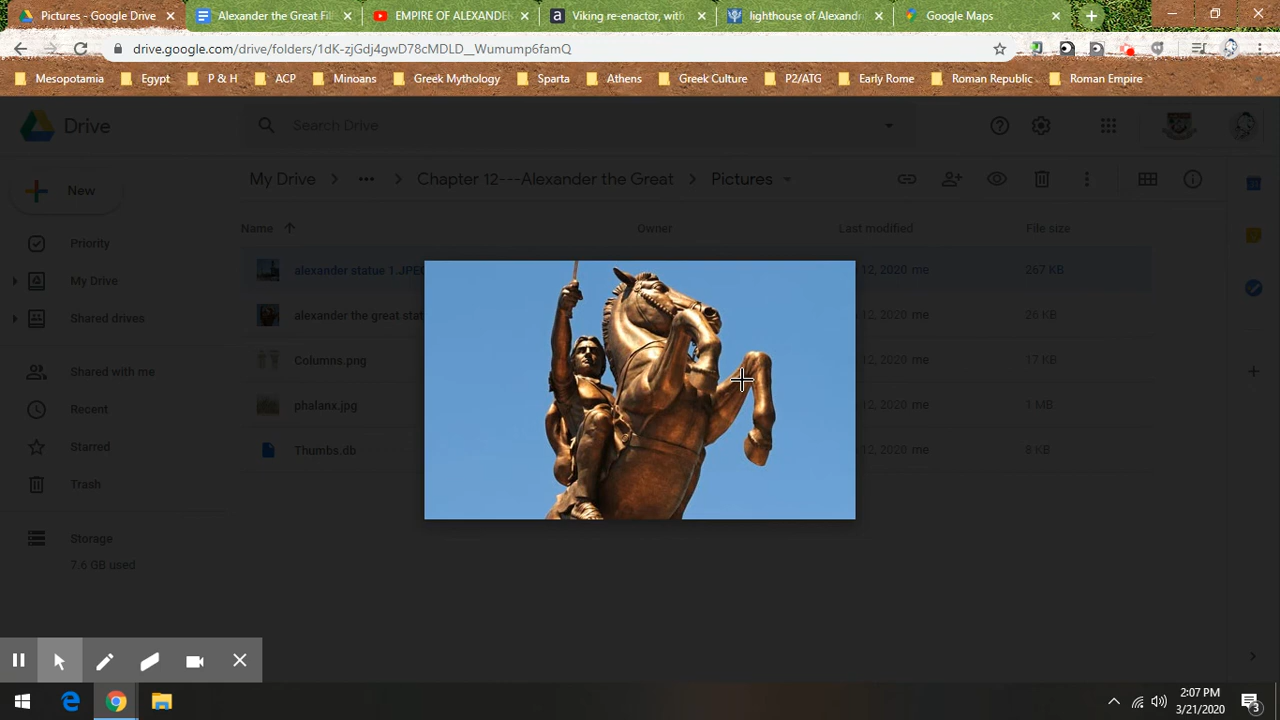 Pictures - Google Drive
Alexander the Great Fil
EMPIRE OF ALEXANDER
Viking re-enactor, with
lighthouse of Alexandr
Google Maps
drive.google.com/drive/folders/1dK-zjGdj4gwD78cMDLD__Wumump6famQ
Mesopotamia Egypt P & H ACP Minoans Greek Mythology Sparta Athens Greek Culture P2/ATG Early Rome Roman Republic Roman Empire
Drive
Search Drive
New
My Drive ... Chapter 12---Alexander the Great Pictures
Name Owner Last modified File size
Priority
My Drive
Shared drives
Shared with me
Recent
Starred
Trash
Storage
7.6 GB used
alexander statue 1.JPE 12, 2020 me 267 KB
alexander the great stat 12, 2020 me 26 KB
Columns.png 12, 2020 me 17 KB
phalanx.jpg 12, 2020 me 1 MB
Thumbs.db 12, 2020 me 8 KB
2:07 PM
3/21/2020
3